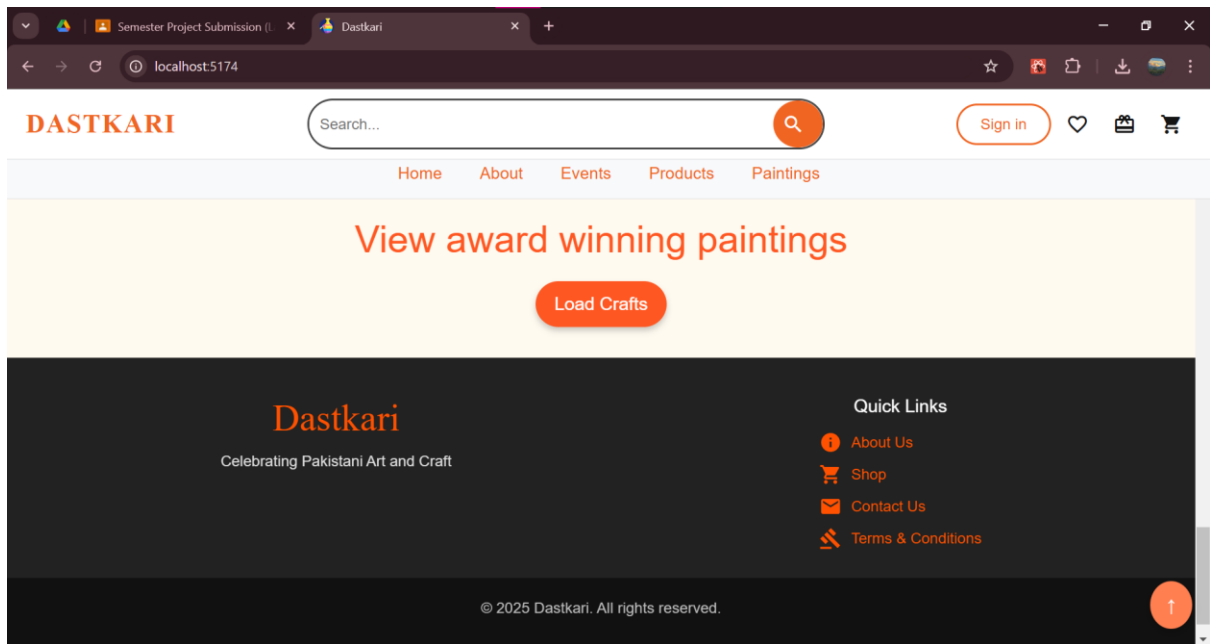 Semester Project Submission (L
Dastkari
localhost:5174
DASTKARI
Search...
Sign in
Home About Events Products Paintings
View award winning paintings
Load Crafts
Dastkari
Celebrating Pakistani Art and Craft
Quick Links
About Us
Shop
Contact Us
Terms & Conditions
© 2025 Dastkari. All rights reserved.